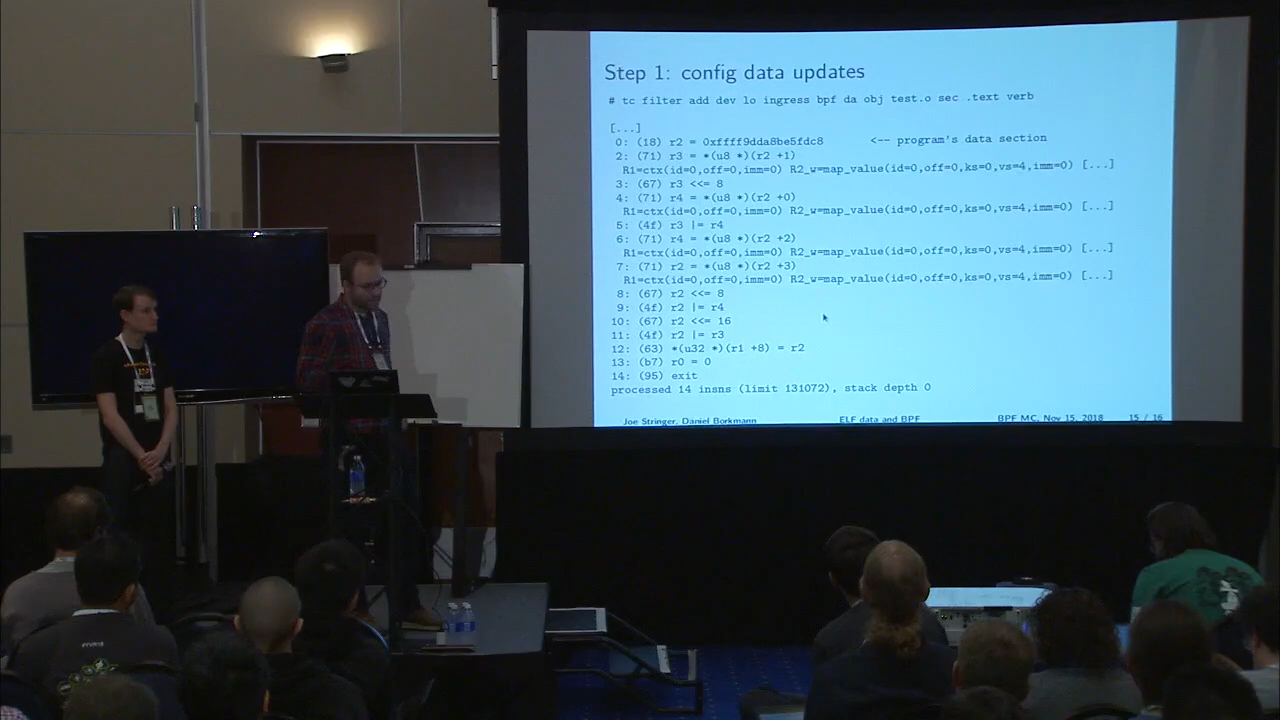 Step 1: config data updates
# tc filter add dev lo ingress bpf da obj test.o sec .text verb
[...]
0: (18) r2 = 0xffff9dda8be5fdc8 <-- program's data section
2: (71) r3 = *(u8 *)(r2 +1)
R1=ctx(id=0,off=0,imm=0) R2_w=map_value(id=0,off=0,ks=0,vs=4,imm=0) [...]
3: (67) r3 <<= 8
4: (71) r4 = *(u8 *)(r2 +0)
R1=ctx(id=0,off=0,imm=0) R2_w=map_value(id=0,off=0,ks=0,vs=4,imm=0) [...]
5: (4f) r3 |= r4
6: (71) r4 = *(u8 *)(r2 +2)
R1=ctx(id=0,off=0,imm=0) R2_w=map_value(id=0,off=0,ks=0,vs=4,imm=0) [...]
7: (71) r2 = *(u8 *)(r2 +3)
R1=ctx(id=0,off=0,imm=0) R2_w=map_value(id=0,off=0,ks=0,vs=4,imm=0) [...]
8: (67) r2 <<= 8
9: (4f) r2 |= r4
10: (67) r2 <<= 16
11: (4f) r2 |= r3
12: (63) *(u32 *)(r1 +8) = r2
13: (b7) r0 = 0
14: (95) exit
processed 14 insns (limit 131072), stack depth 0
Joe Stringer, Daniel Borkmann ELF data and BPF BPF MC, Nov 15, 2018 15 / 16